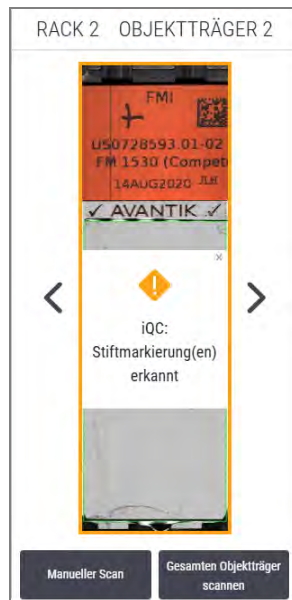 RACK 2 OBJEKTTRÄGER 2
FMI
US0728593.01-02
FM 1530 (Compet
14AUG2020 JLH
✓ AVANTIK ✓
iQC:
Stiftmarkierung(en)
erkannt
Manueller Scan
Gesamten Objektträger
scannen